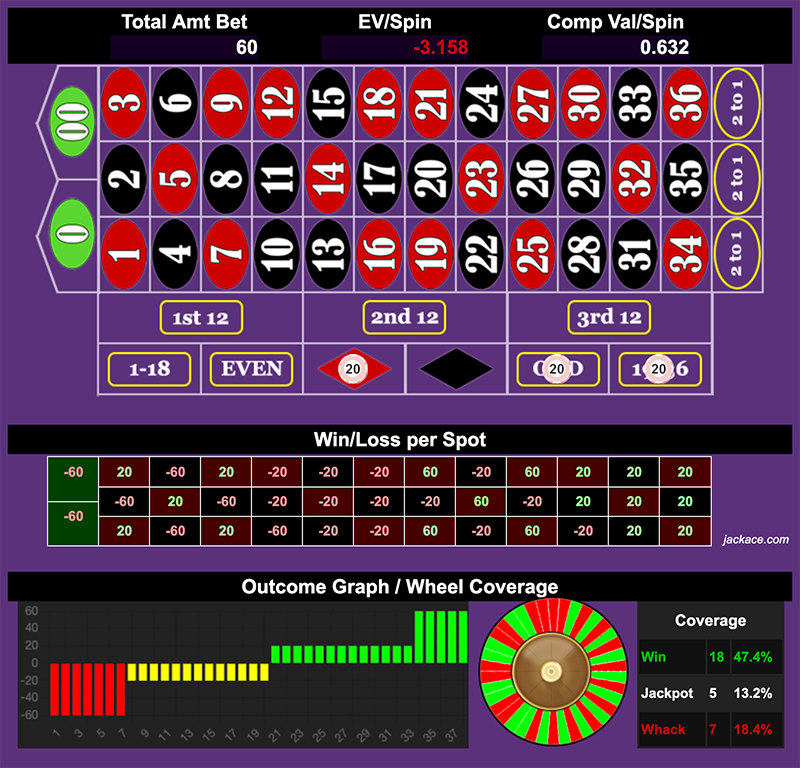 Total Amt Bet EV/Spin Comp Val/Spin
60 -3.158 0.632
00 3 6 9 12 15 18 21 24 27 30 33 36 2 to 1
2 5 8 11 14 17 20 23 26 29 32 35 2 to 1
0 1 4 7 10 13 16 19 22 25 28 31 34 2 to 1
1st 12 2nd 12 3rd 12
1-18 EVEN 20 20 20
Win/Loss per Spot
-60 20 -60 20 -20 -20 -20 60 -20 60 20 20 20
-60 20 -60 -20 -20 -20 -20 60 -20 20 20 20
-60 20 -60 20 -60 -20 -20 60 -20 60 -20 20 20
jackace.com
Outcome Graph / Wheel Coverage
60
40
20
0
-20
-40
-60
1 3 5 7 9 11 13 15 17 19 21 23 25 27 29 31 33 35 37
Coverage
Win 18 47.4%
Jackpot 5 13.2%
Whack 7 18.4%